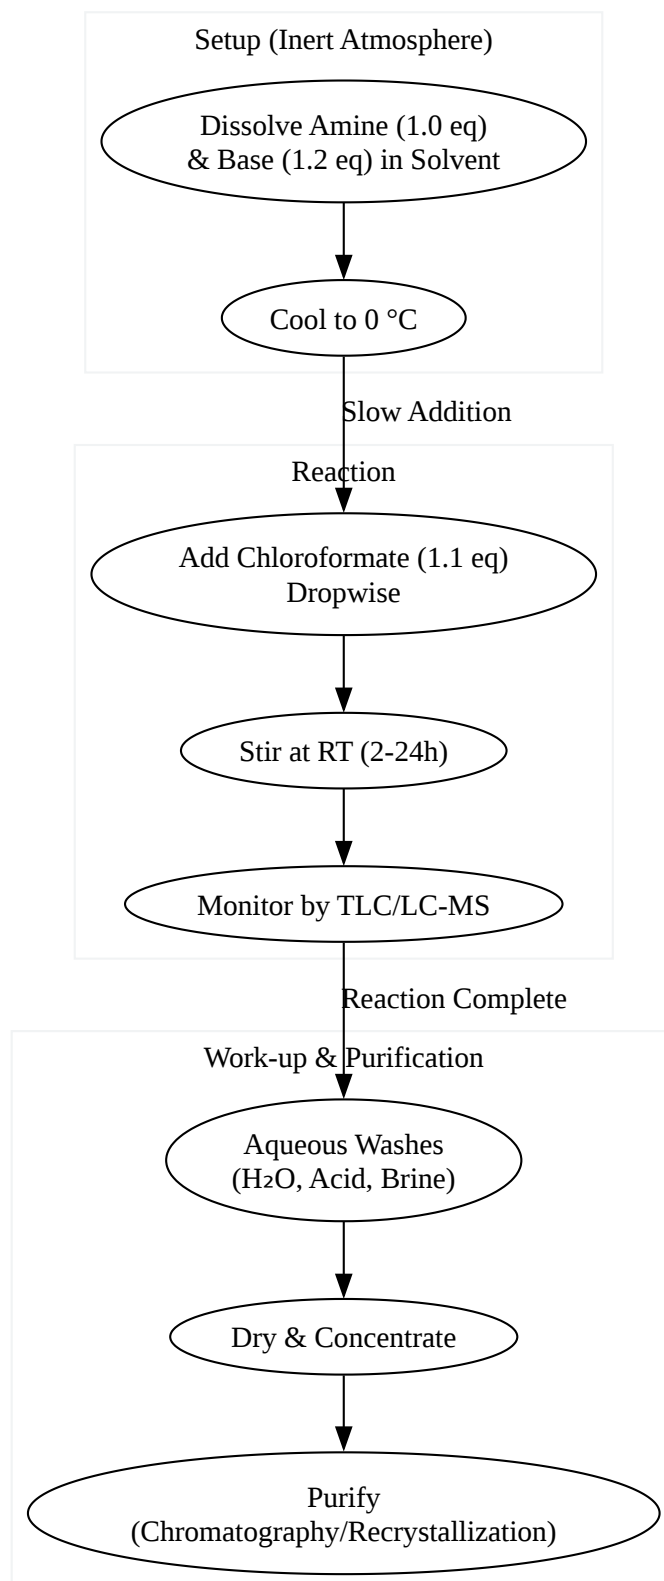 Setup (Inert Atmosphere)
Dissolve Amine (1.0 eq)
& Base (1.2 eq) in Solvent
Cool to 0 °C
Slow Addition
Reaction
Add Chloroformate (1.1 eq)
Dropwise
Stir at RT (2-24h)
Monitor by TLC/LC-MS
Reaction Complete
Work-up & Purification
Aqueous Washes
(H₂O, Acid, Brine)
Dry & Concentrate
Purify
(Chromatography/Recrystallization)